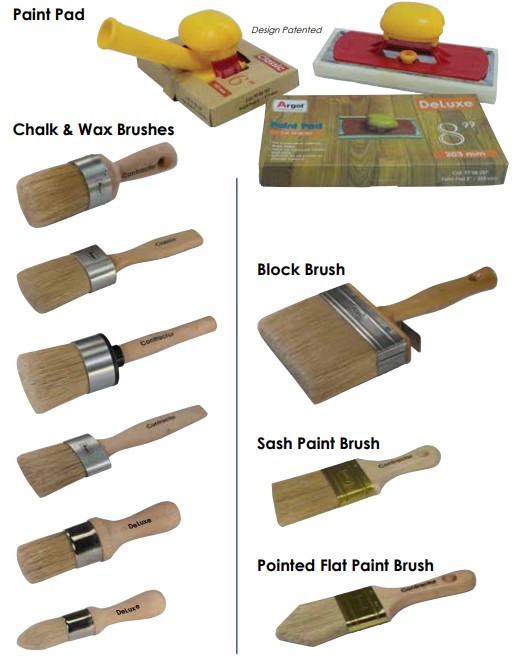 Paint Pad
Design Patented
Classic
6"
Argof
DeLuxe
Paint Pad
8"
203 mm
Chalk & Wax Brushes
Contractor
Classic
Contractor
Contractor
DeLuxe
DeLuxe
Block Brush
Sash Paint Brush
Contractor
Pointed Flat Paint Brush
Contractor